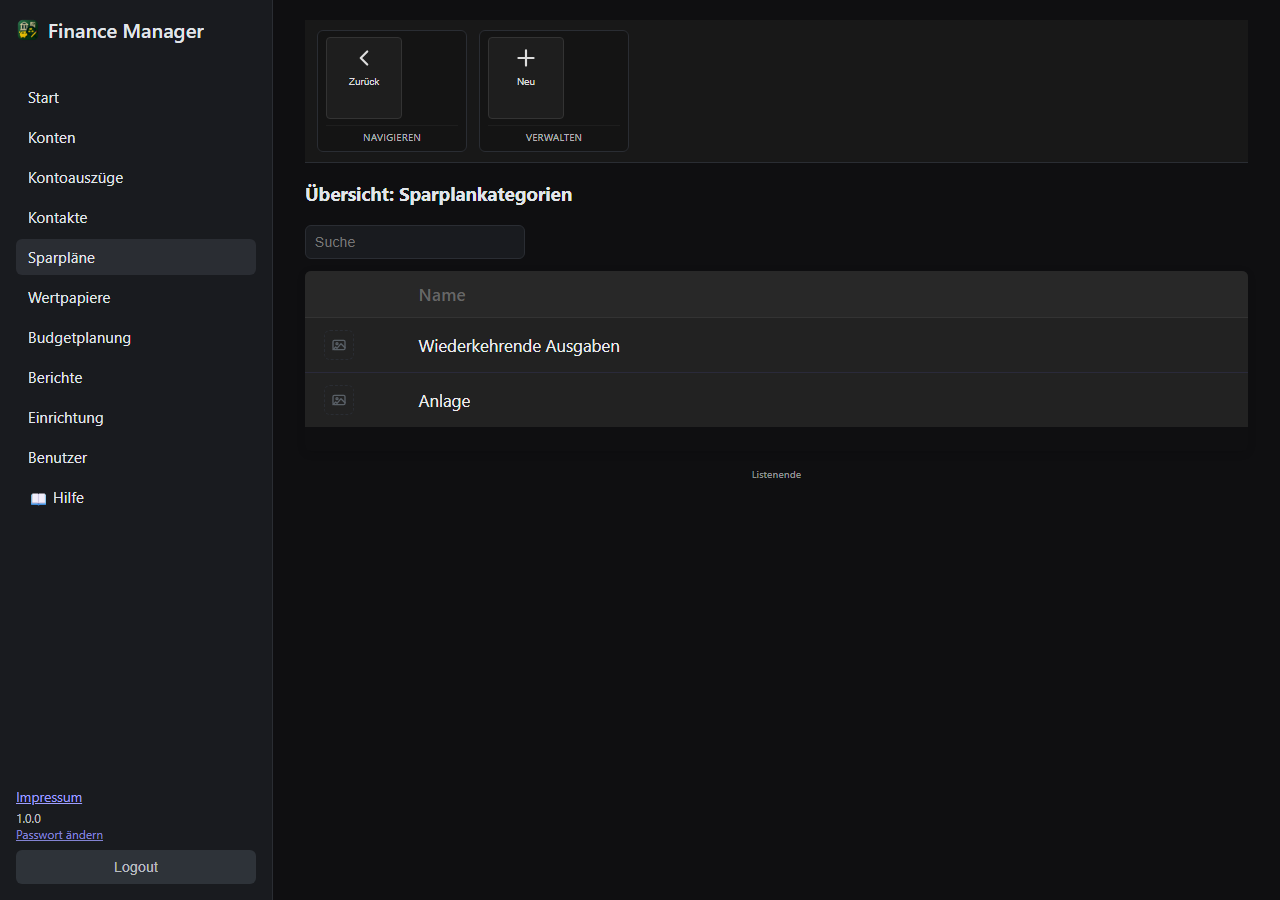 Finance Manager
Start
Konten
Kontoauszüge
Kontakte
Sparpläne
Wertpapiere
Budgetplanung
Berichte
Einrichtung
Benutzer
Hilfe
Impressum
1.0.0
Passwort ändern
Logout
Zurück
NAVIGIEREN
Neu
VERWALTEN
Übersicht: Sparplankategorien
Suche
Name
Wiederkehrende Ausgaben
Anlage
Listenende